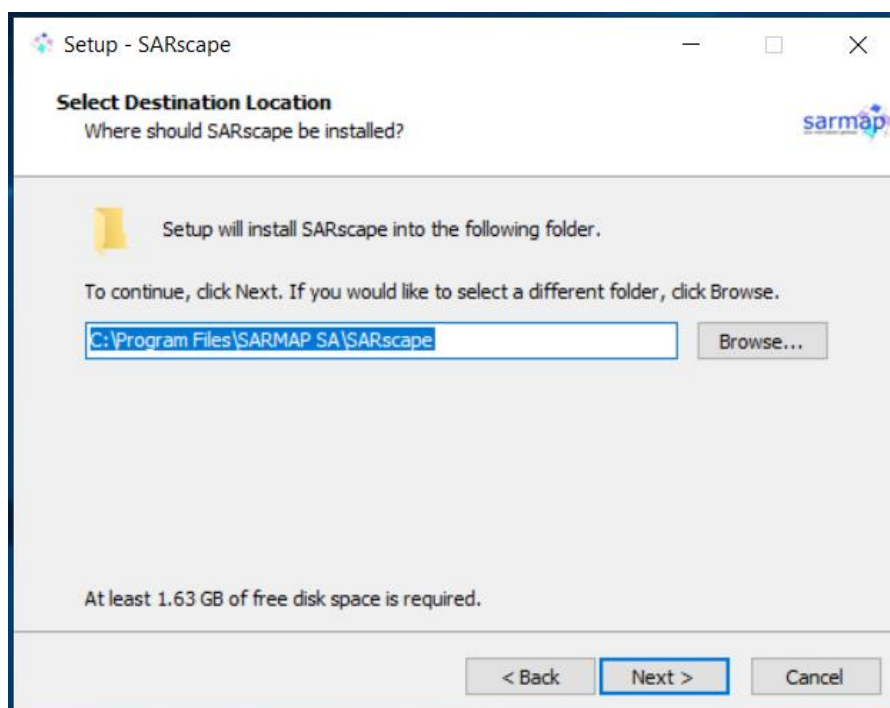 Setup - SARscape
Select Destination Location
Where should SARscape be installed?
sarmap
Setup will install SARscape into the following folder.
To continue, click Next. If you would like to select a different folder, click Browse.
C:\Program Files\SARMAP SA\SARscape
Browse...
At least 1.63 GB of free disk space is required.
< Back
Next >
Cancel